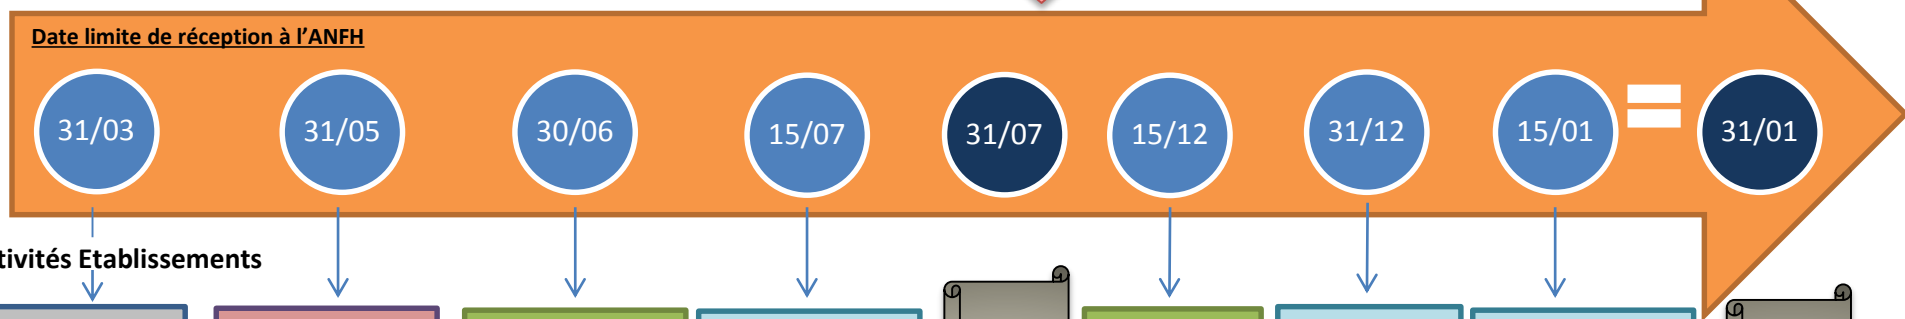 Date limite de réception à l'ANFH
31/03 31/05 30/06 15/07 31/07 15/12 31/12 15/01 = 31/01
tivités Etablissements